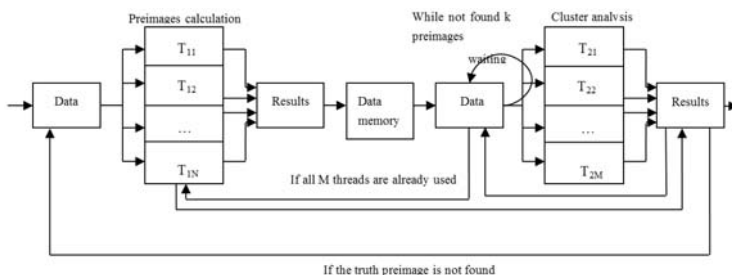 Preimages calculation
While not found k
preimages
waiting
Cluster analysis
T11
T12
...
T1N
Data
Results
Data
memory
Data
T21
T22
...
T2M
Results
If all M threads are already used
If the truth preimage is not found